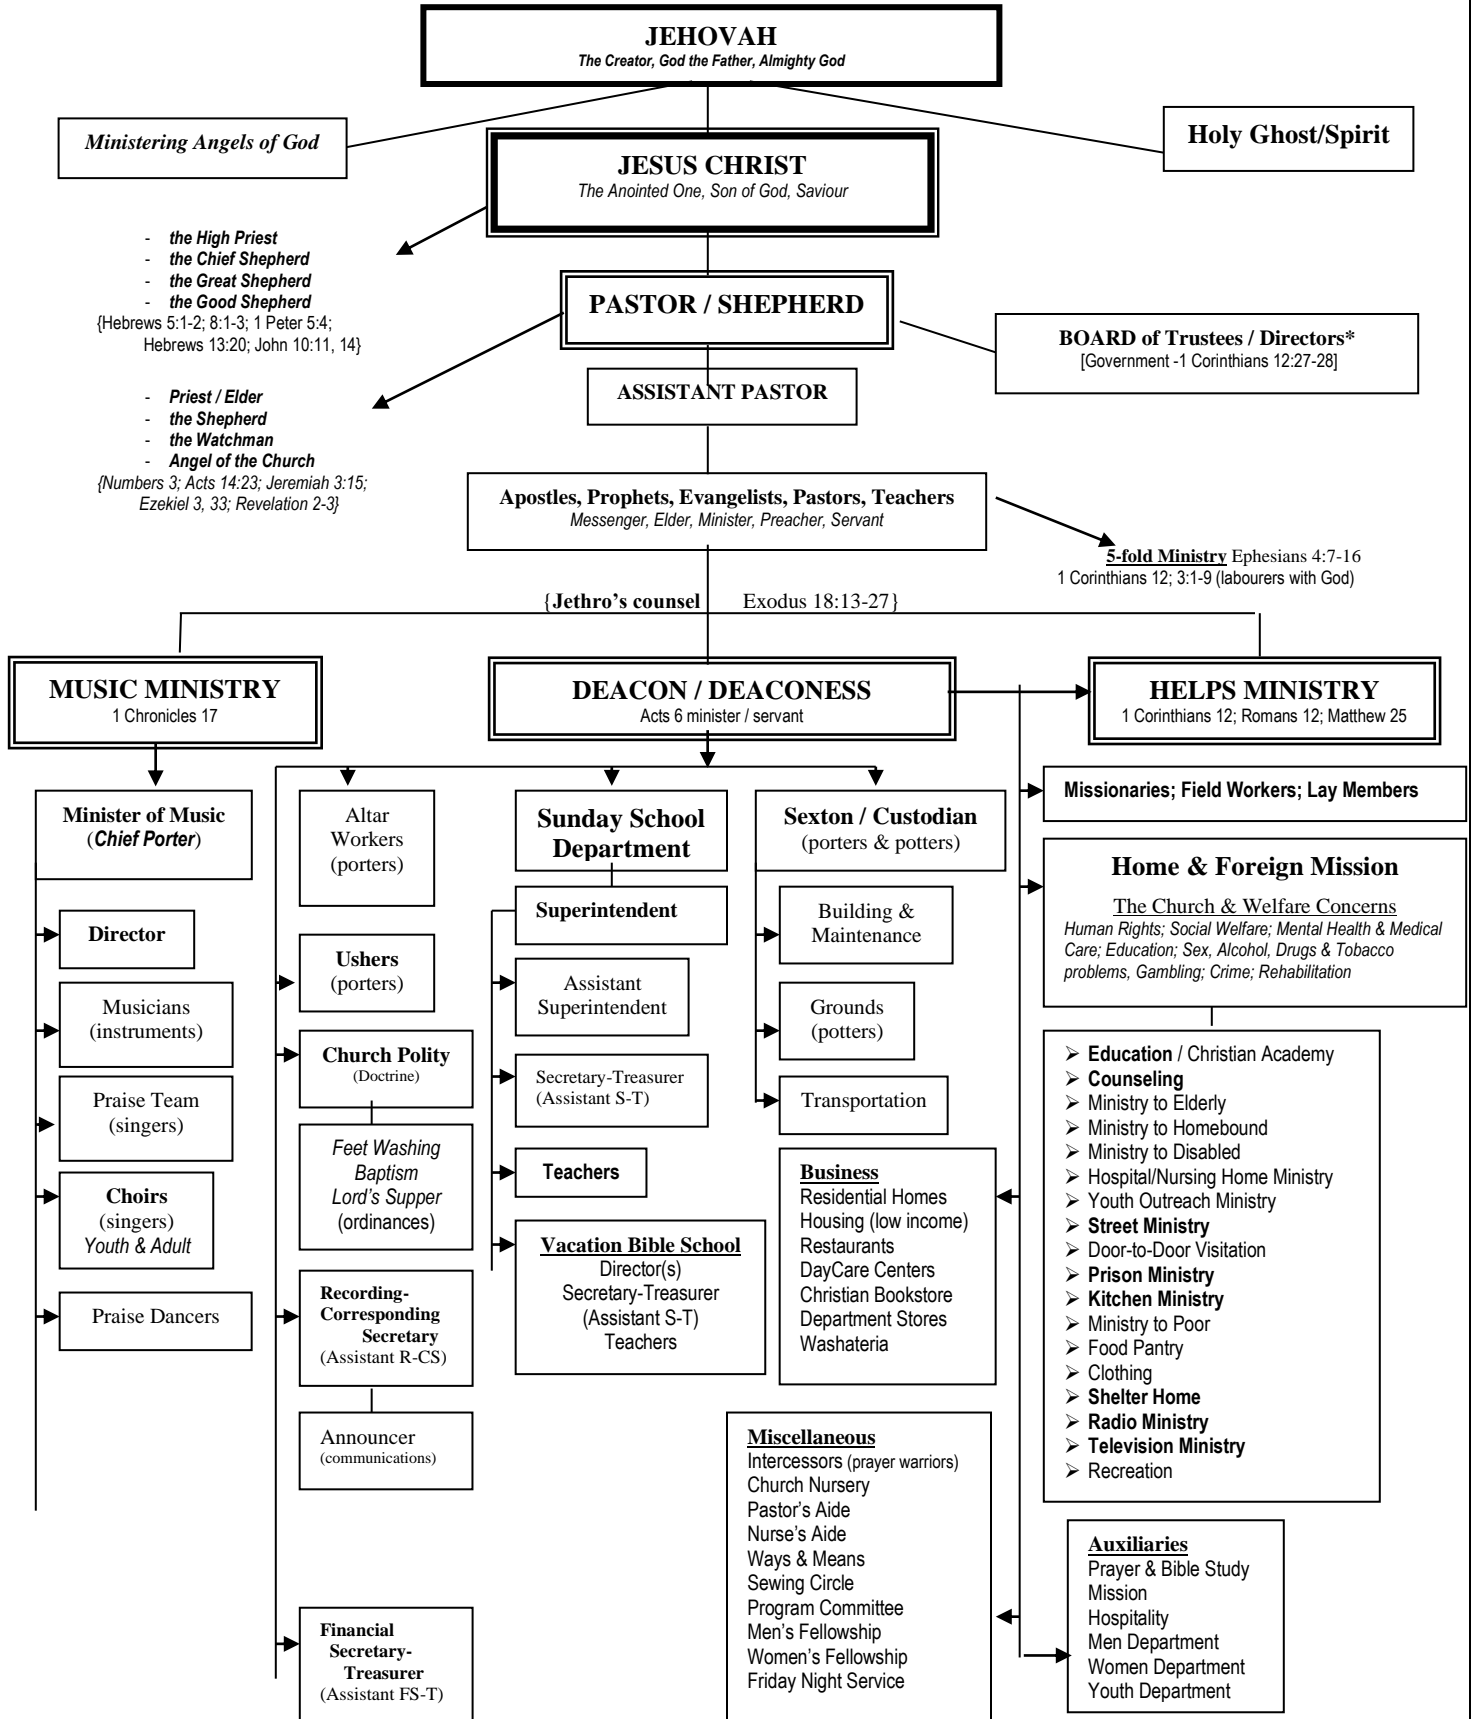 JEHOVAH
The Creator, God the Father, Almighty God
Ministering Angels of God
Holy Ghost/Spirit
JESUS CHRIST
The Anointed One, Son of God, Saviour
- the High Priest
- the Chief Shepherd
- the Great Shepherd
- the Good Shepherd
{Hebrews 5:1-2; 8:1-3; 1 Peter 5:4;
Hebrews 13:20; John 10:11, 14}
PASTOR / SHEPHERD
BOARD of Trustees / Directors*
[Government -1 Corinthians 12:27-28]
- Priest / Elder
- the Shepherd
- the Watchman
- Angel of the Church
{Numbers 3; Acts 14:23; Jeremiah 3:15;
Ezekiel 3, 33; Revelation 2-3}
ASSISTANT PASTOR
Apostles, Prophets, Evangelists, Pastors, Teachers
Messenger, Elder, Minister, Preacher, Servant
5-fold Ministry Ephesians 4:7-16
1 Corinthians 12; 3:1-9 (labourers with God)
{Jethro's counsel Exodus 18:13-27}
MUSIC MINISTRY
1 Chronicles 17
DEACON / DEACONESS
Acts 6 minister / servant
HELPS MINISTRY
1 Corinthians 12; Romans 12; Matthew 25
Minister of Music
(Chief Porter)
Director
Musicians
(instruments)
Praise Team
(singers)
Choirs
(singers)
Youth & Adult
Praise Dancers
Altar
Workers
(porters)
Ushers
(porters)
Church Polity
(Doctrine)
Feet Washing
Baptism
Lord's Supper
(ordinances)
Recording-
Corresponding
Secretary
(Assistant R-CS)
Announcer
(communications)
Financial
Secretary-
Treasurer
(Assistant FS-T)
Sunday School
Department
Superintendent
Assistant
Superintendent
Secretary-Treasurer
(Assistant S-T)
Teachers
Vacation Bible School
Director(s)
Secretary-Treasurer
(Assistant S-T)
Teachers
Sexton / Custodian
(porters & potters)
Building &
Maintenance
Grounds
(potters)
Transportation
Business
Residential Homes
Housing (low income)
Restaurants
DayCare Centers
Christian Bookstore
Department Stores
Washateria
Miscellaneous
Intercessors (prayer warriors)
Church Nursery
Pastor's Aide
Nurse's Aide
Ways & Means
Sewing Circle
Program Committee
Men's Fellowship
Women's Fellowship
Friday Night Service
Missionaries; Field Workers; Lay Members
Home & Foreign Mission
The Church & Welfare Concerns
Human Rights; Social Welfare; Mental Health & Medical
Care; Education; Sex, Alcohol, Drugs & Tobacco
problems, Gambling; Crime; Rehabilitation
➢ Education / Christian Academy
➢ Counseling
➢ Ministry to Elderly
➢ Ministry to Homebound
➢ Ministry to Disabled
➢ Hospital/Nursing Home Ministry
➢ Youth Outreach Ministry
➢ Street Ministry
➢ Door-to-Door Visitation
➢ Prison Ministry
➢ Kitchen Ministry
➢ Ministry to Poor
➢ Food Pantry
➢ Clothing
➢ Shelter Home
➢ Radio Ministry
➢ Television Ministry
➢ Recreation
Auxiliaries
Prayer & Bible Study
Mission
Hospitality
Men Department
Women Department
Youth Department